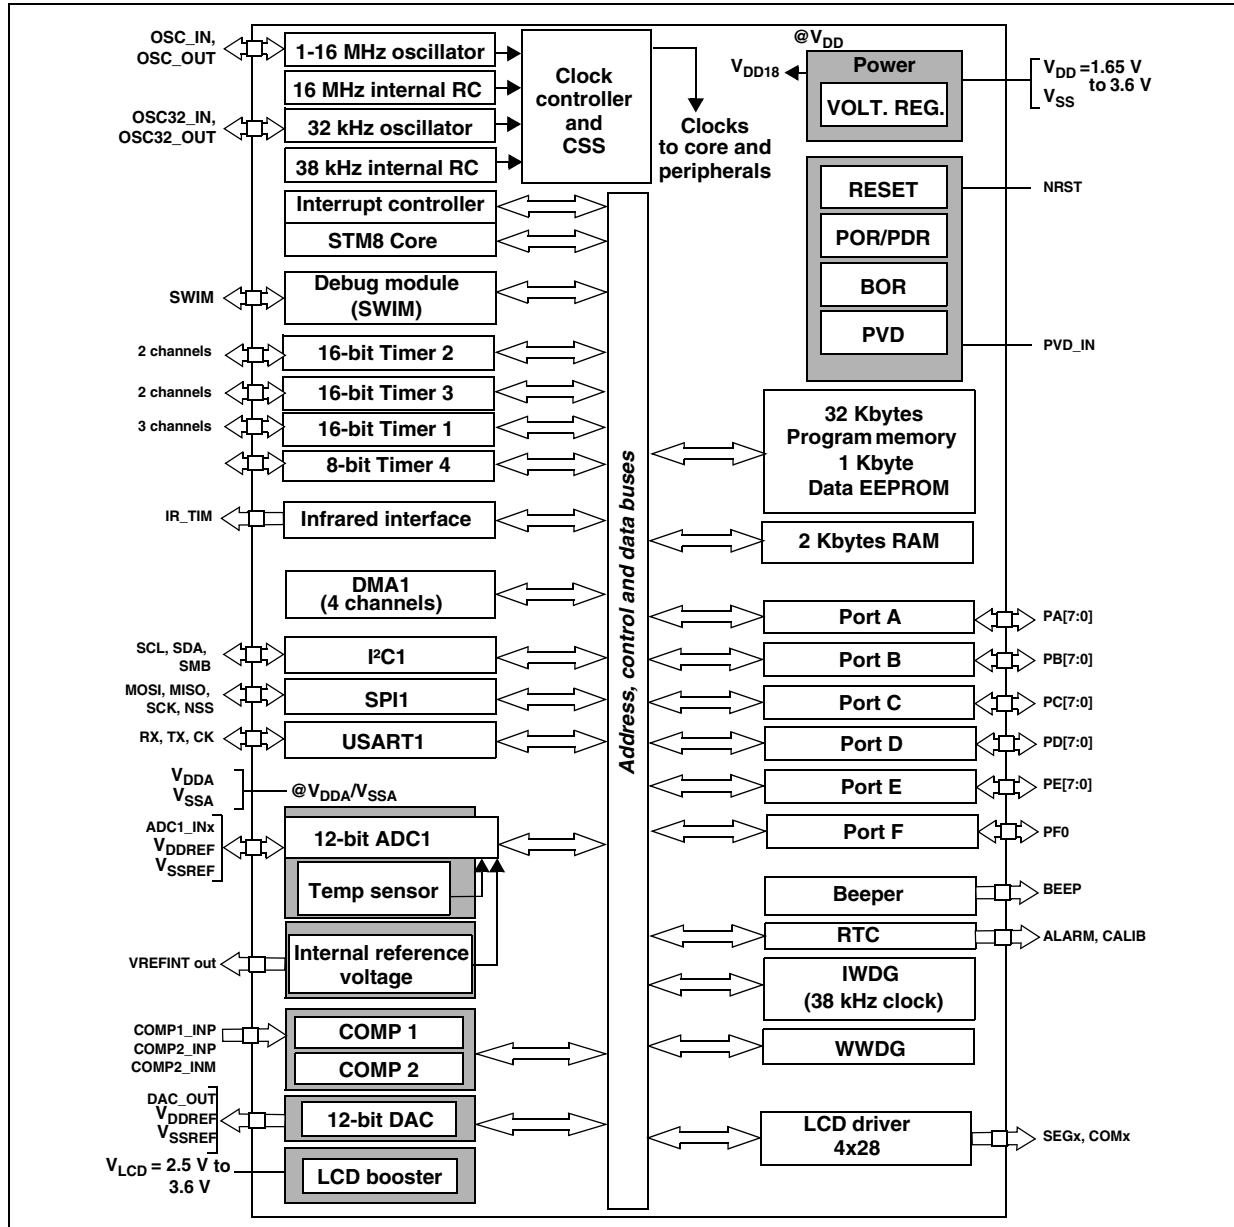 OSC_IN,
OSC_OUT
1-16 MHz oscillator
16 MHz internal RC
OSC32_IN,
OSC32_OUT
32 kHz oscillator
38 kHz internal RC
Clock
controller
and
CSS
Clocks
to core and
peripherals
@VDD
VDD18
Power
VOLT. REG.
VDD =1.65 V
to 3.6 V
VSS
RESET
NRST
POR/PDR
BOR
PVD
PVD_IN
Interrupt controller
STM8 Core
SWIM
Debug module
(SWIM)
2 channels
16-bit Timer 2
2 channels
16-bit Timer 3
3 channels
16-bit Timer 1
8-bit Timer 4
IR_TIM
Infrared interface
DMA1
(4 channels)
SCL, SDA,
SMB
I²C1
MOSI, MISO,
SCK, NSS
SPI1
RX, TX, CK
USART1
VDDA
VSSA
@VDDA/VSSA
ADC1_INx
VDDREF
VSSREF
12-bit ADC1
Temp sensor
VREFINT out
Internal reference
voltage
COMP1_INP
COMP2_INP
COMP2_INM
COMP 1
COMP 2
DAC_OUT
VDDREF
VSSREF
12-bit DAC
VLCD = 2.5 V to
3.6 V
LCD booster
Address, control and data buses
32 Kbytes
Program memory
1 Kbyte
Data EEPROM
2 Kbytes RAM
Port A
PA[7:0]
Port B
PB[7:0]
Port C
PC[7:0]
Port D
PD[7:0]
Port E
PE[7:0]
Port F
PF0
Beeper
BEEP
RTC
ALARM, CALIB
IWDG
(38 kHz clock)
WWDG
LCD driver
4x28
SEGx, COMx